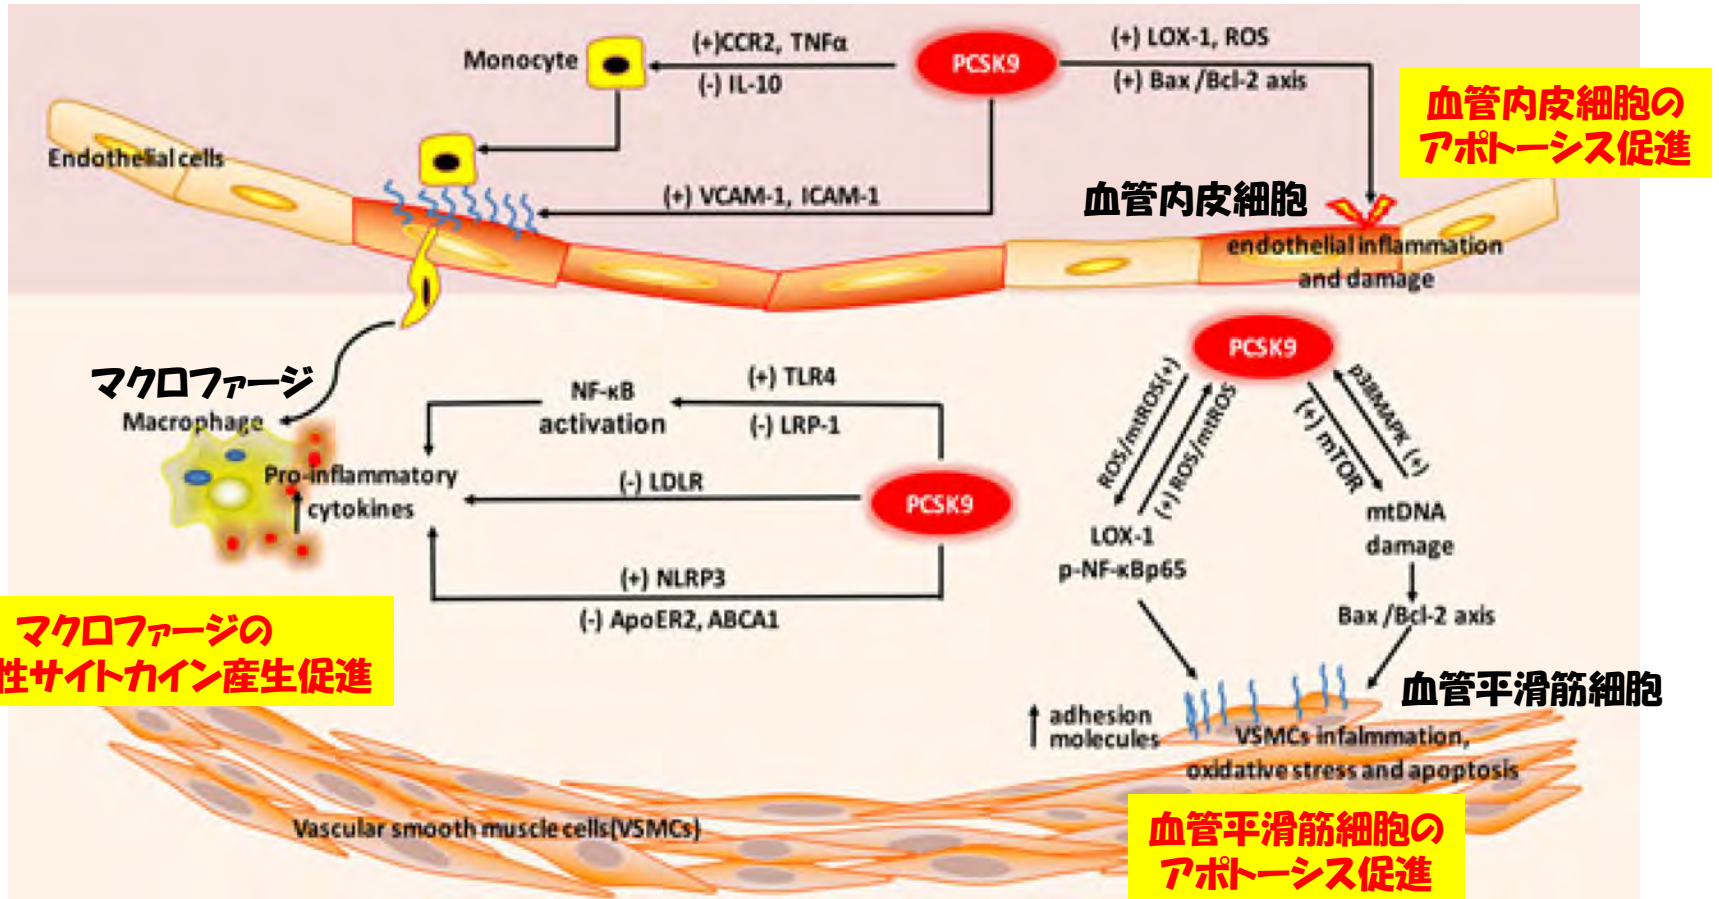 Monocyte
(+)CCR2, TNFα
(-) IL-10
PCSK9
(+) LOX-1, ROS
(+) Bax /Bcl-2 axis
血管内皮細胞の
アポトーシス促進
Endothelial cells
(+) VCAM-1, ICAM-1
血管内皮細胞
endothelial inflammation
and damage
マクロファージ
Macrophage
Pro-inflammatory
cytokines
NF-κB
activation
(+) TLR4
(-) LRP-1
(-) LDLR
PCSK9
(+) NLRP3
(-) ApoER2, ABCA1
PCSK9
ROS/mtROS(+)
(+) ROS/mtROS
(+) mTOR
p38MAPK (+)
LOX-1
p-NF-κBp65
mtDNA
damage
Bax /Bcl-2 axis
マクロファージの
性サイトカイン産生促進
血管平滑筋細胞
adhesion
molecules
VSMCs infalmmation,
oxidative stress and apoptosis
Vascular smooth muscle cells(VSMCs)
血管平滑筋細胞の
アポトーシス促進